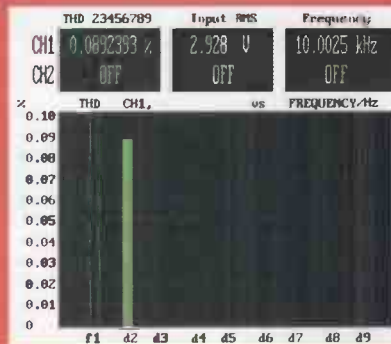 THD 23456789 Input RMS Frequency
CH1 0.0892393 % 2.928 V 10.0025 kHz
CH2 OFF OFF OFF
% THD CH1, vs FREQUENCY/Hz
0.10
0.09
0.08
0.07
0.06
0.05
0.04
0.03
0.02
0.01
0
f1 d2 d3 d4 d5 d6 d7 d8 d9